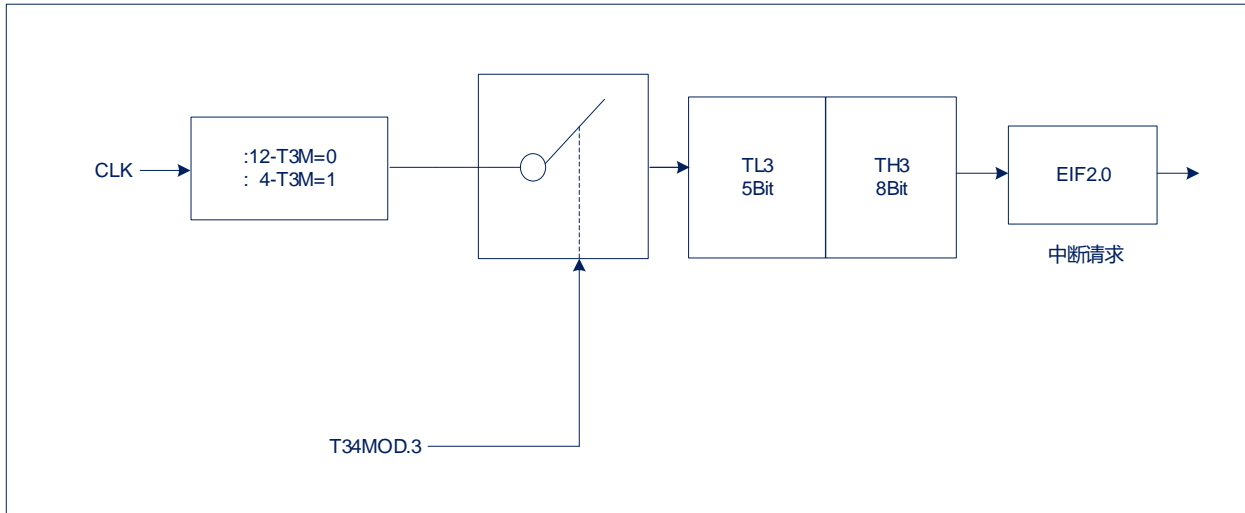 CLK
:12-T3M=0
: 4-T3M=1
TL3
5Bit
TH3
8Bit
EIF2.0
中断请求
T34MOD.3